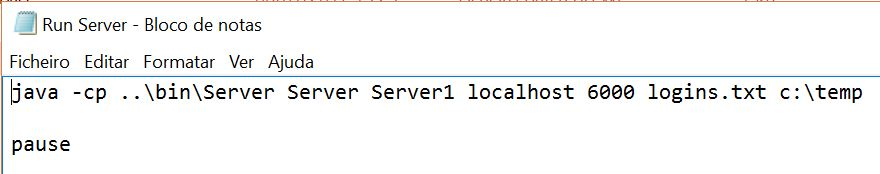 Run Server - Bloco de notas
Ficheiro Editar Formatar Ver Ajuda
java -cp ..\bin\Server Server Server1 localhost 6000 logins.txt c:\temp
pause